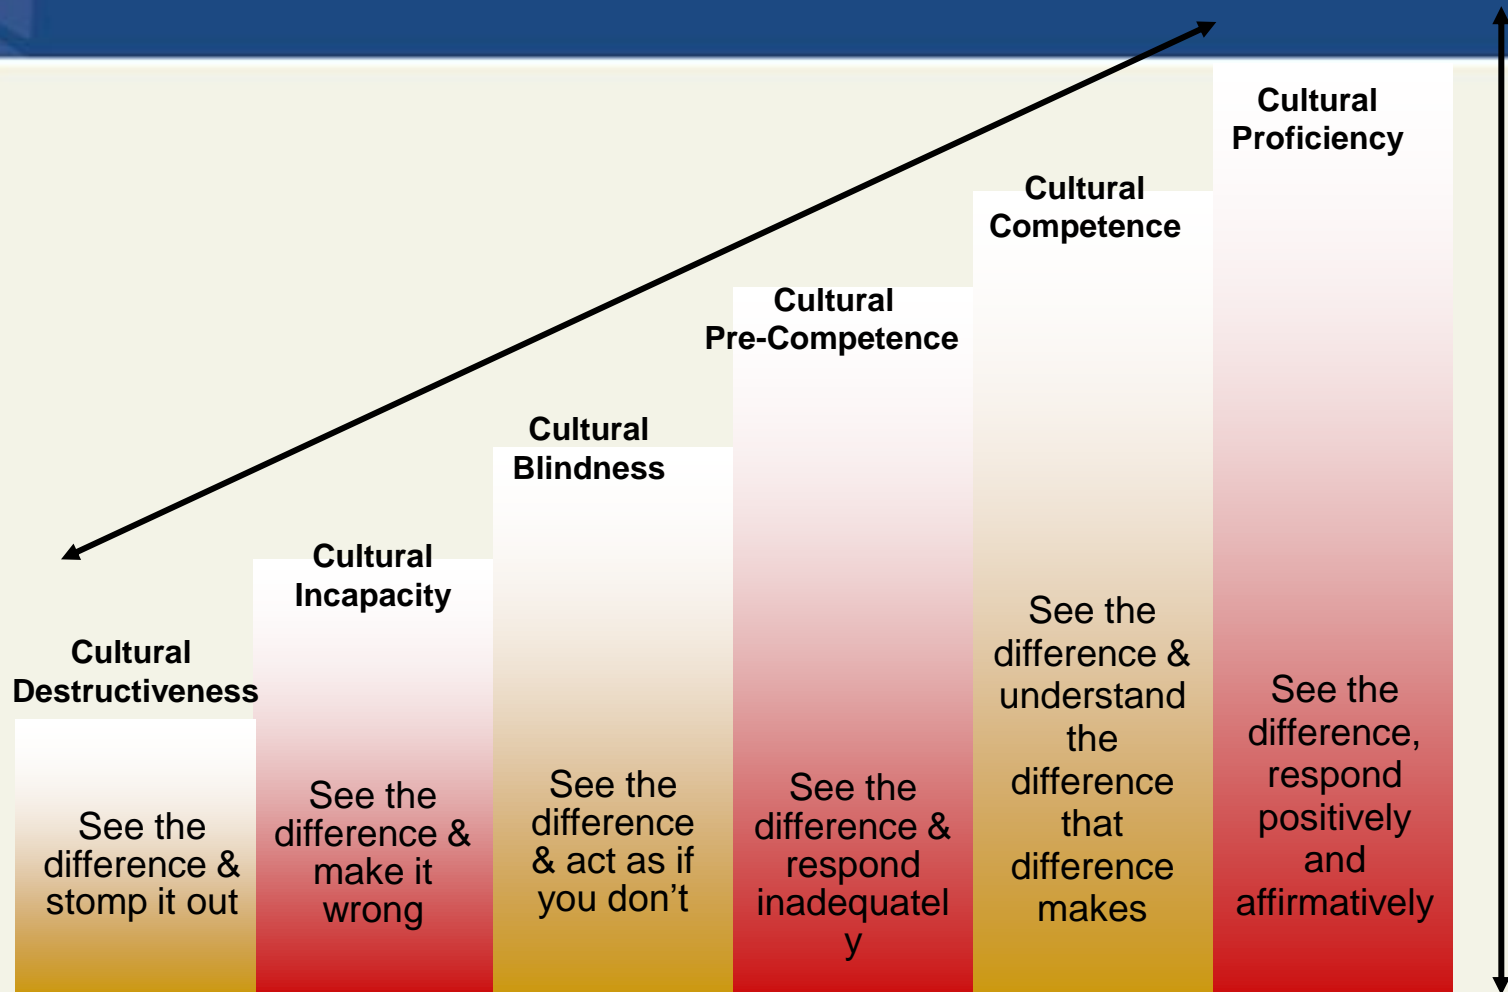 Cultural
Destructiveness
See the
difference &
stomp it out
Cultural
Incapacity
See the
difference &
make it
wrong
Cultural
Blindness
See the
difference
& act as if
you don’t
Cultural
Pre-Competence
See the
difference &
respond
inadequatel
y
Cultural
Competence
See the
difference &
understand
the
difference
that
difference
makes
Cultural
Proficiency
See the
difference,
respond
positively
and
affirmatively